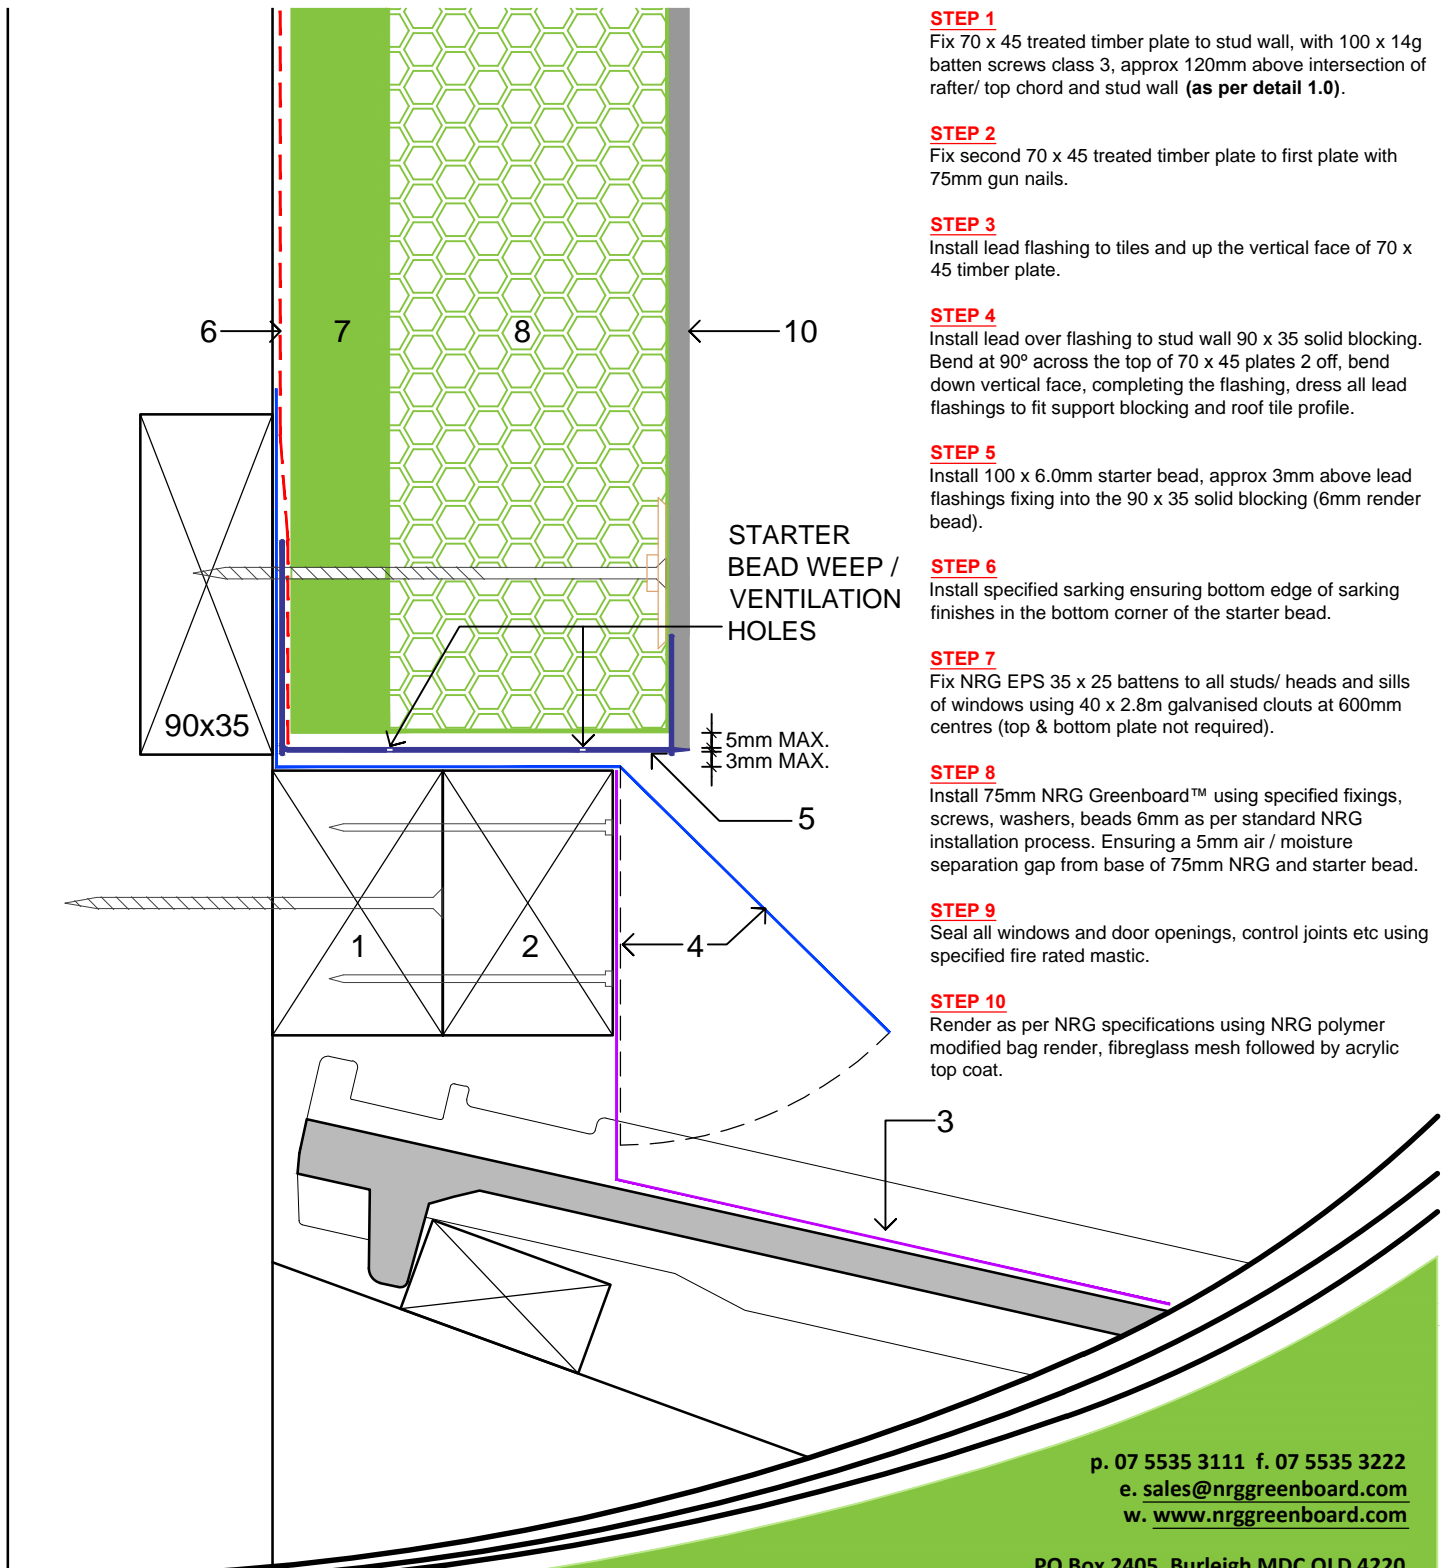 STEP 1
Fix 70 x 45 treated timber plate to stud wall, with 100 x 14g
batten screws class 3, approx 120mm above intersection of
rafter/ top chord and stud wall (as per detail 1.0).
STEP 2
Fix second 70 x 45 treated timber plate to first plate with
75mm gun nails.
STEP 3
Install lead flashing to tiles and up the vertical face of 70 x
45 timber plate.
STEP 4
Install lead over flashing to stud wall 90 x 35 solid blocking.
Bend at 90º across the top of 70 x 45 plates 2 off, bend
down vertical face, completing the flashing, dress all lead
flashings to fit support blocking and roof tile profile.
STEP 5
Install 100 x 6.0mm starter bead, approx 3mm above lead
flashings fixing into the 90 x 35 solid blocking (6mm render
bead).
STEP 6
Install specified sarking ensuring bottom edge of sarking
finishes in the bottom corner of the starter bead.
STEP 7
Fix NRG EPS 35 x 25 battens to all studs/ heads and sills
of windows using 40 x 2.8m galvanised clouts at 600mm
centres (top & bottom plate not required).
STEP 8
Install 75mm NRG Greenboard™ using specified fixings,
screws, washers, beads 6mm as per standard NRG
installation process. Ensuring a 5mm air / moisture
separation gap from base of 75mm NRG and starter bead.
STEP 9
Seal all windows and door openings, control joints etc using
specified fire rated mastic.
STEP 10
Render as per NRG specifications using NRG polymer
modified bag render, fibreglass mesh followed by acrylic
top coat.
6
7
8
10
STARTER
BEAD WEEP /
VENTILATION
HOLES
90x35
5mm MAX.
3mm MAX.
5
1
2
4
3
p. 07 5535 3111 f. 07 5535 3222
e. sales@nrggreenboard.com
w. www.nrggreenboard.com
PO Box 2405, Burleigh MDC QLD 4220